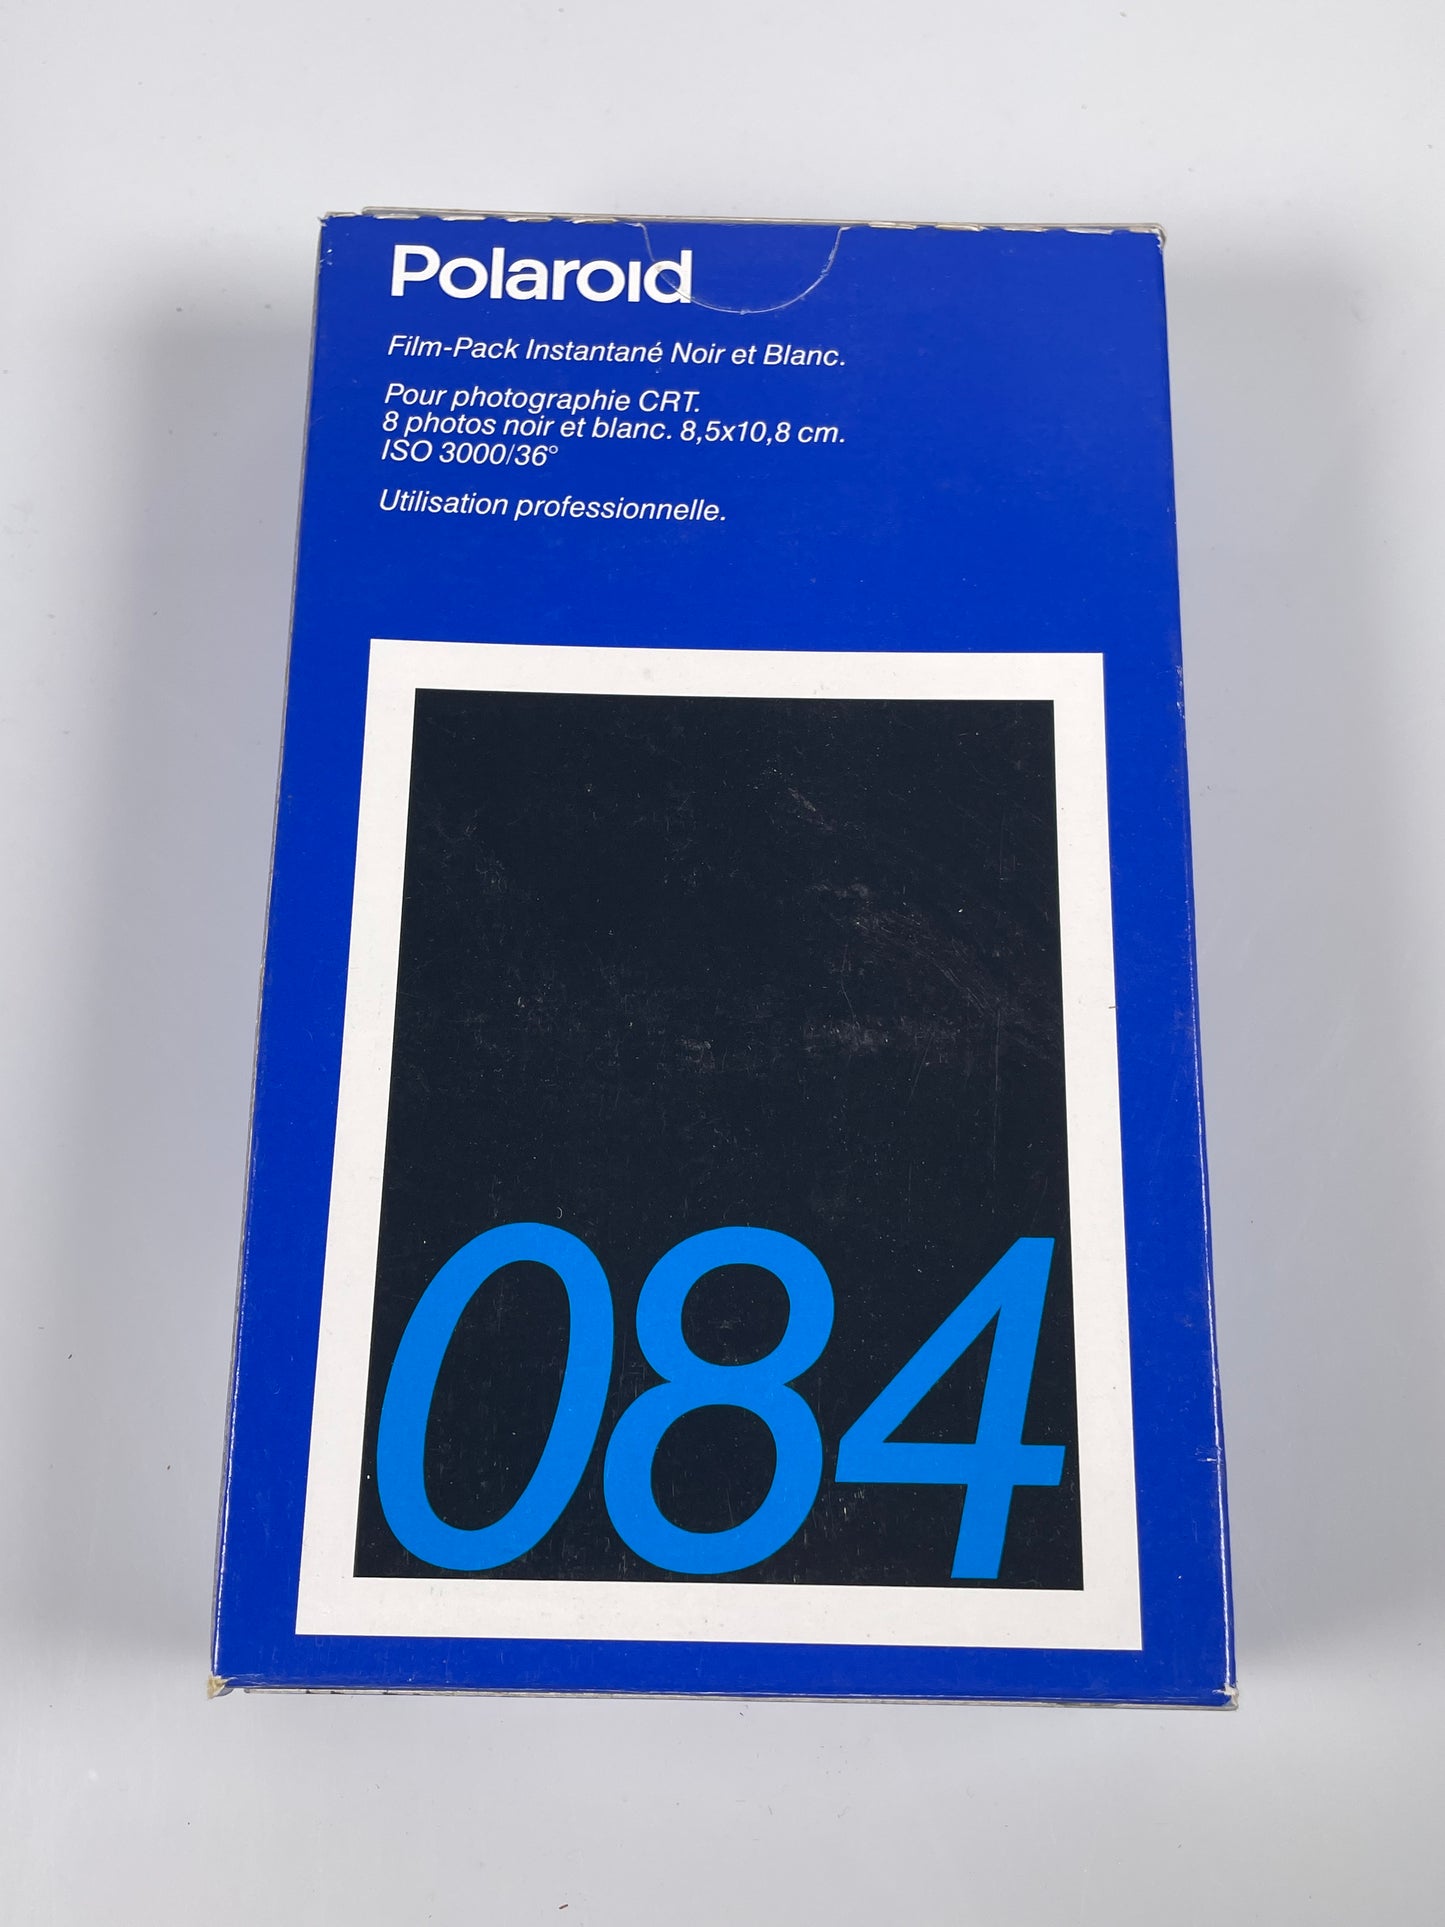 Polaroid
Film-Pack Instantané Noir et Blanc.
Pour photographie CRT.
8 photos noir et blanc. 8,5x10,8 cm.
ISO 3000/36°
Utilisation professionnelle.
084